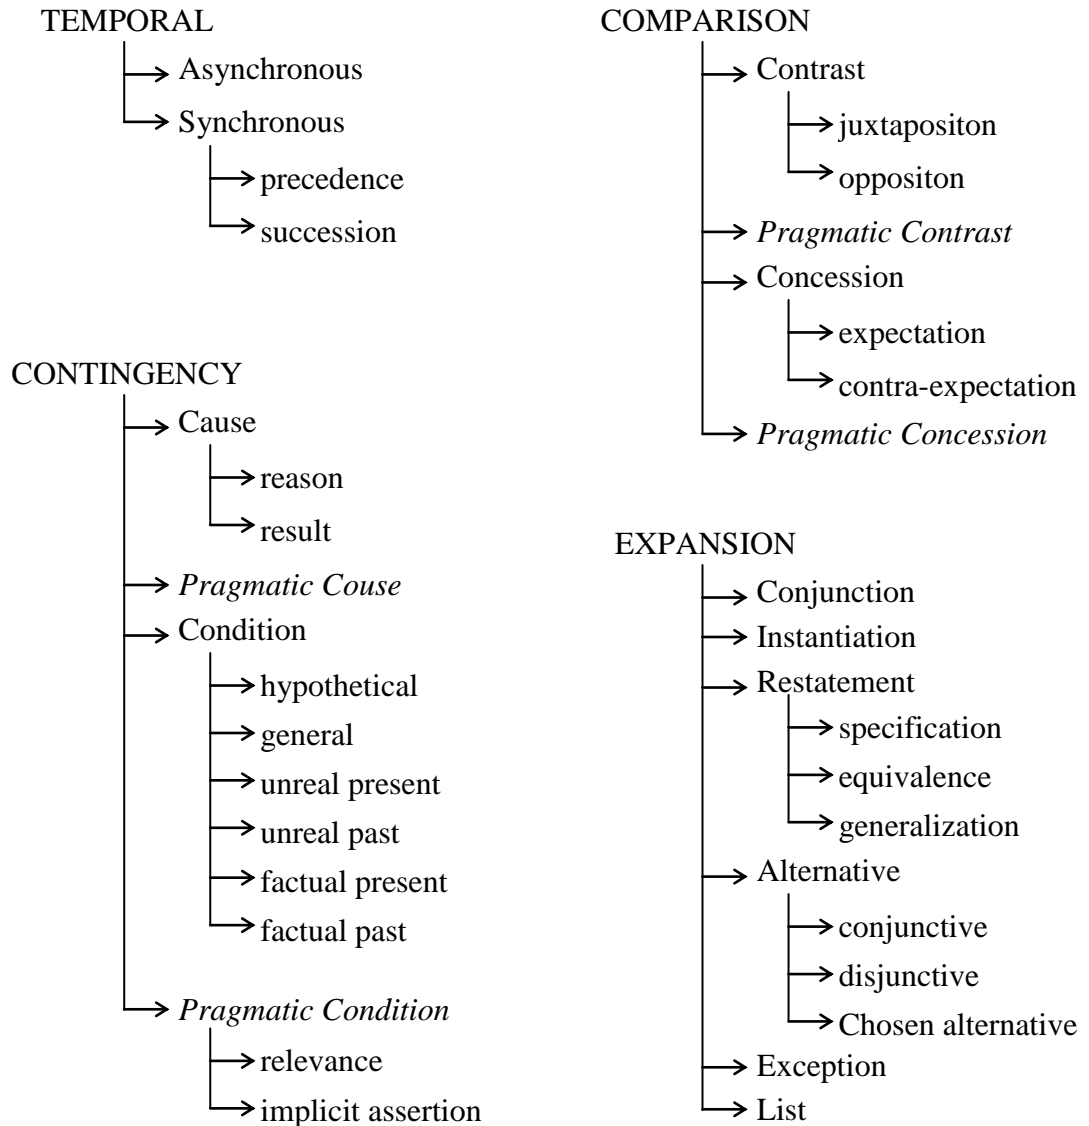 TEMPORAL
Asynchronous
Synchronous
precedence
succession
CONTINGENCY
Cause
reason
result
Pragmatic Couse
Condition
hypothetical
general
unreal present
unreal past
factual present
factual past
Pragmatic Condition
relevance
implicit assertion
COMPARISON
Contrast
juxtapositon
oppositon
Pragmatic Contrast
Concession
expectation
contra-expectation
Pragmatic Concession
EXPANSION
Conjunction
Instantiation
Restatement
specification
equivalence
generalization
Alternative
conjunctive
disjunctive
Chosen alternative
Exception
List